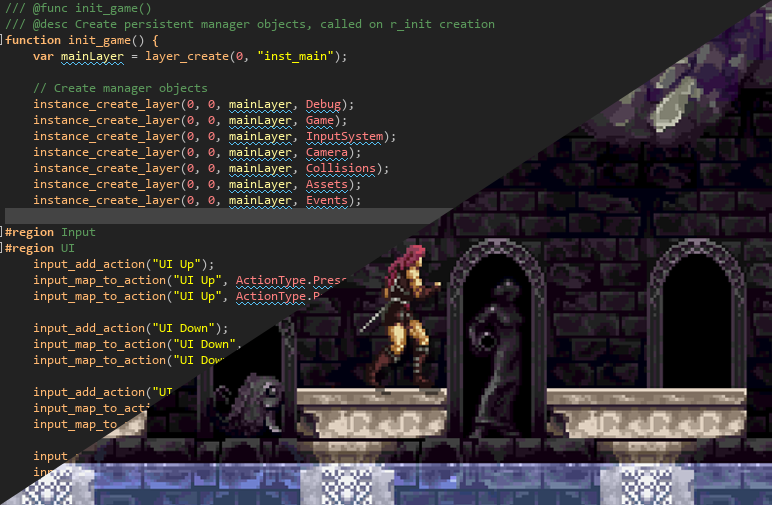 /// @func init_game()
/// @desc Create persistent manager objects, called on r_init creation
function init_game() {
var mainLayer = layer_create(0, "inst_main");
// Create manager objects
instance_create_layer(0, 0, mainLayer, Debug);
instance_create_layer(0, 0, mainLayer, Game);
instance_create_layer(0, 0, mainLayer, InputSystem);
instance_create_layer(0, 0, mainLayer, Camera);
instance_create_layer(0, 0, mainLayer, Collisions);
instance_create_layer(0, 0, mainLayer, Assets);
instance_create_layer(0, 0, mainLayer, Events);
#region Input
#region UI
input_add_action("UI Up");
input_map_to_action("UI Up", ActionType.Press
input_map_to_action("UI Up", ActionType.P
input_add_action("UI Down");
input_map_to_action("UI Down",
input_map_to_action("UI Dow
input_add_action("UI
input_map_to_acti
input_map_to_
input_
in